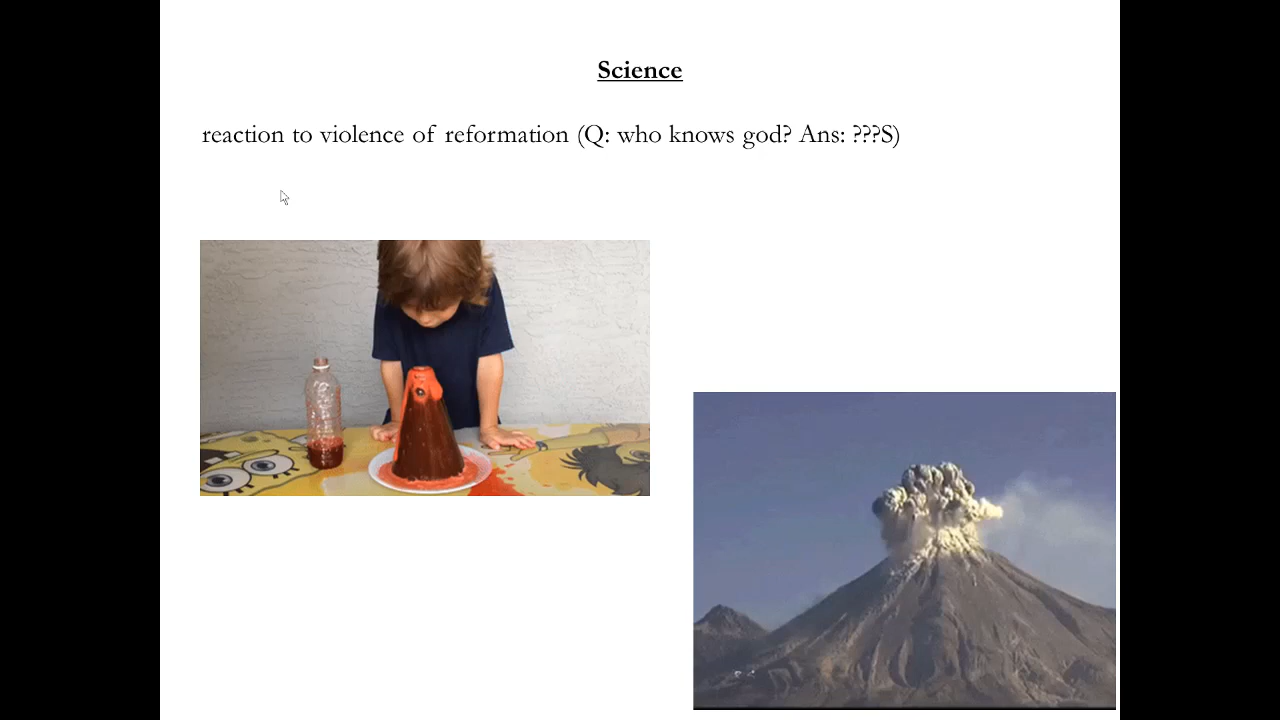 Science
reaction to violence of reformation (Q: who knows god? Ans: ???S)